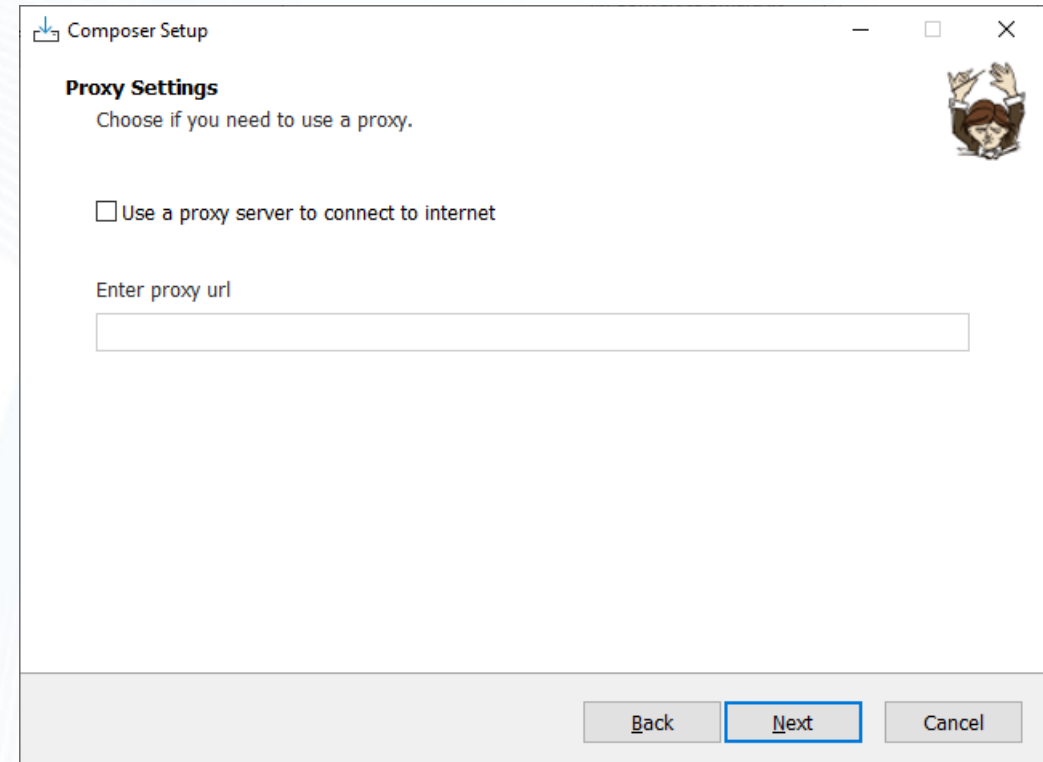 Composer Setup
Proxy Settings
Choose if you need to use a proxy.
Use a proxy server to connect to internet
Enter proxy url
Back
Next
Cancel